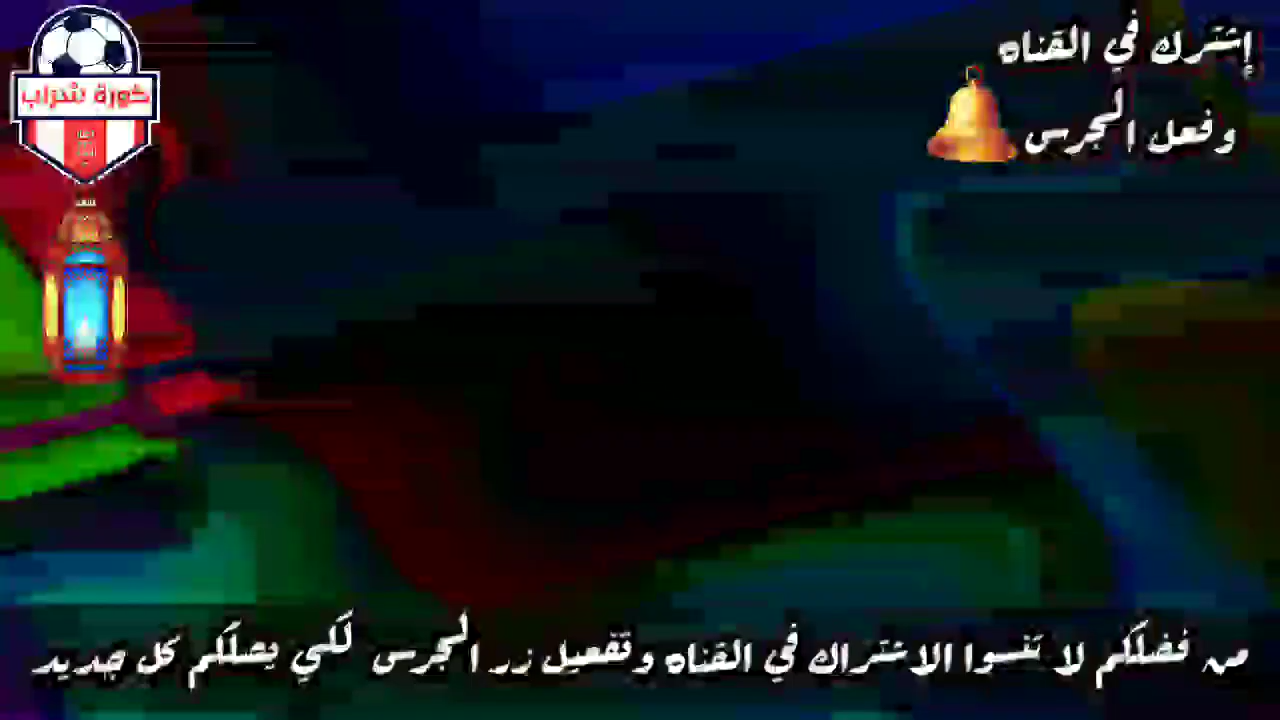 إشترك في القناه
وفعل الجرس
كورة شراب
من فضلكم لا تنسوا الاشتراك في القناه وتفعيل زر الجرس لكي يصلكم كل جديد